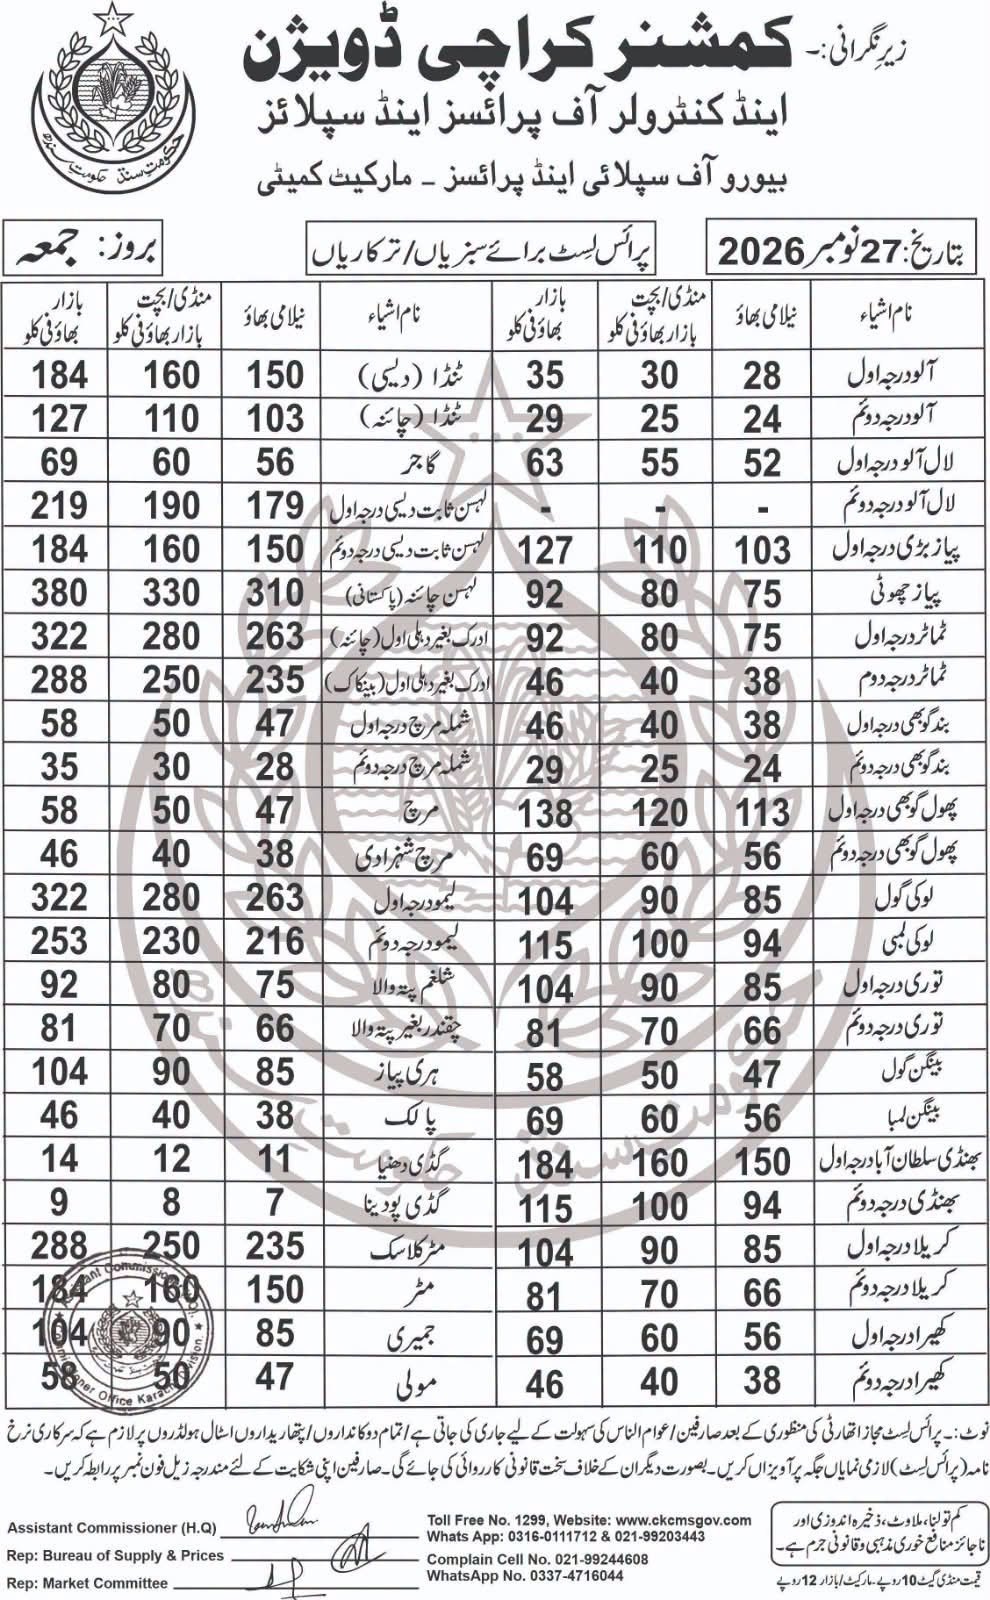 زیرِ نگرانی :-
کمشنر کراچی ڈویژن
اینڈ کنٹرولر آف پرائسز اینڈ سپلائز
بیورو آف سپلائی اینڈ پرائسز - مارکیٹ کمیٹی
حکومتِ سندھ
بتاریخ: 27 نومبر 2026
پرائس لسٹ برائے سبزیاں/ترکاریاں
بروز: جمعہ
نام اشیاء نیلامی بھاؤ منڈی/بچت بازار بھاؤ فی کلو بازار بھاؤ فی کلو نام اشیاء نیلامی بھاؤ منڈی/بچت بازار بھاؤ فی کلو بازار بھاؤ فی کلو
آلو درجہ اول 28 30 35 ٹنڈا (دیسی) 150 160 184
آلو درجہ دوئم 24 25 29 ٹنڈا (چائنہ) 103 110 127
لال آلو درجہ اول 52 55 63 گاجر 56 60 69
لال آلو درجہ دوئم - - - لہسن ثابت دیسی درجہ اول 179 190 219
پیاز بڑی درجہ اول 103 110 127 لہسن ثابت دیسی درجہ دوئم 150 160 184
پیاز چھوٹی 75 80 92 لہسن چائنہ (پاکستانی) 310 330 380
ٹماٹر درجہ اول 75 80 92 ادرک بغیر دھلی اول (چائنہ) 263 280 322
ٹماٹر درجہ دوم 38 40 46 ادرک بغیر دھلی اول (بینکاک) 235 250 288
بند گوبھی درجہ اول 38 40 46 شملہ مرچ درجہ اول 47 50 58
بند گوبھی درجہ دوئم 24 25 29 شملہ مرچ درجہ دوئم 28 30 35
پھول گوبھی درجہ اول 113 120 138 مرچ 47 50 58
پھول گوبھی درجہ دوئم 56 60 69 مرچ شہزادی 38 40 46
لوکی گول 85 90 104 لیمو درجہ اول 263 280 322
لوکی لمبی 94 100 115 لیمو درجہ دوئم 216 230 253
توری درجہ اول 85 90 104 شلغم پتہ والا 75 80 92
توری درجہ دوئم 66 70 81 چقندر بغیر پتہ والا 66 70 81
بینگن گول 47 50 58 ہری پیاز 85 90 104
بینگن لمبا 56 60 69 پالک 38 40 46
بھنڈی سلطان آباد درجہ اول 150 160 184 گڈی دھنیا 11 12 14
بھنڈی درجہ دوئم 94 100 115 گڈی پودینا 7 8 9
کریلا درجہ اول 85 90 104 مٹر کلاسک 235 250 288
کریلا درجہ دوئم 66 70 81 مٹر 150 160 184
کھیرا درجہ اول 56 60 69 جمیری 85 90 104
کھیرا درجہ دوئم 38 40 46 مولی 47 50 58
نوٹ:- پرائس لسٹ مجاز اتھارٹی کی منظوری کے بعد صارفین/عوام الناس کی سہولت کے لیے جاری کی جاتی ہے/تمام دوکانداروں/پتھاریداروں اسٹال ہولڈروں پر لازم ہے کہ سرکاری نرخ
نامہ (پرائس لسٹ) لازمی نمایاں جگہ پر آویزاں کریں۔ بصورت دیگر ان کے خلاف سخت قانونی کارروائی کی جائے گی۔ صارفین اپنی شکایت کے لئے مندرجہ زیل فون نمبر پر رابطہ کریں۔
Assistant Commissioner (H.Q)
Rep: Bureau of Supply & Prices
Rep: Market Committee
Toll Free No. 1299, Website: www.ckcmsgov.com
Whats App: 0316-0111712 & 021-99203443
Complain Cell No. 021-99244608
WhatsApp No. 0337-4716044
کم تولنا، ملاوٹ، ذخیرہ اندوزی اور
ناجائز منافع خوری مذہبی و قانونی جرم ہے۔
قیمت منڈی گیٹ 10 روپے - مارکیٹ/بازار 12 روپے